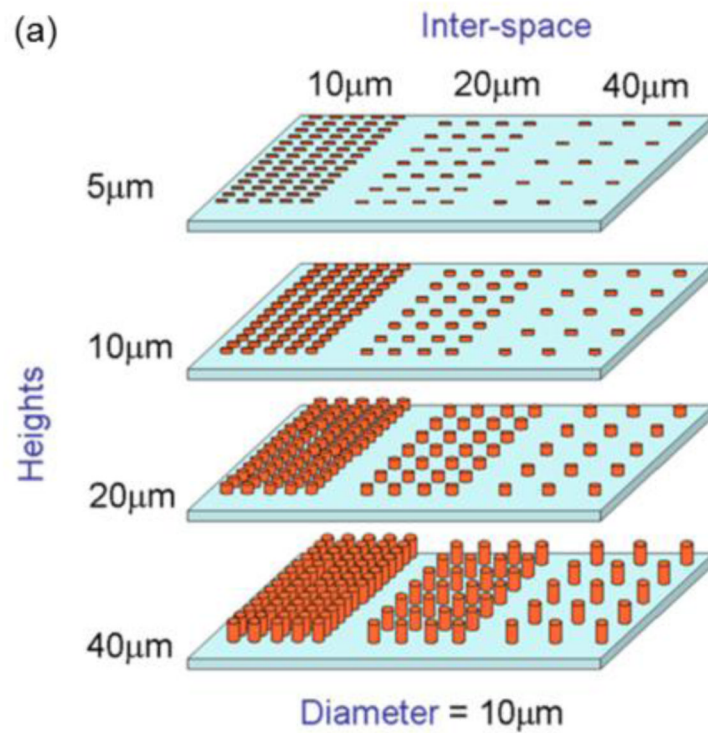 (a)
Inter-space
10μm 20μm 40μm
5μm
10μm
Heights
20μm
40μm
Diameter = 10μm